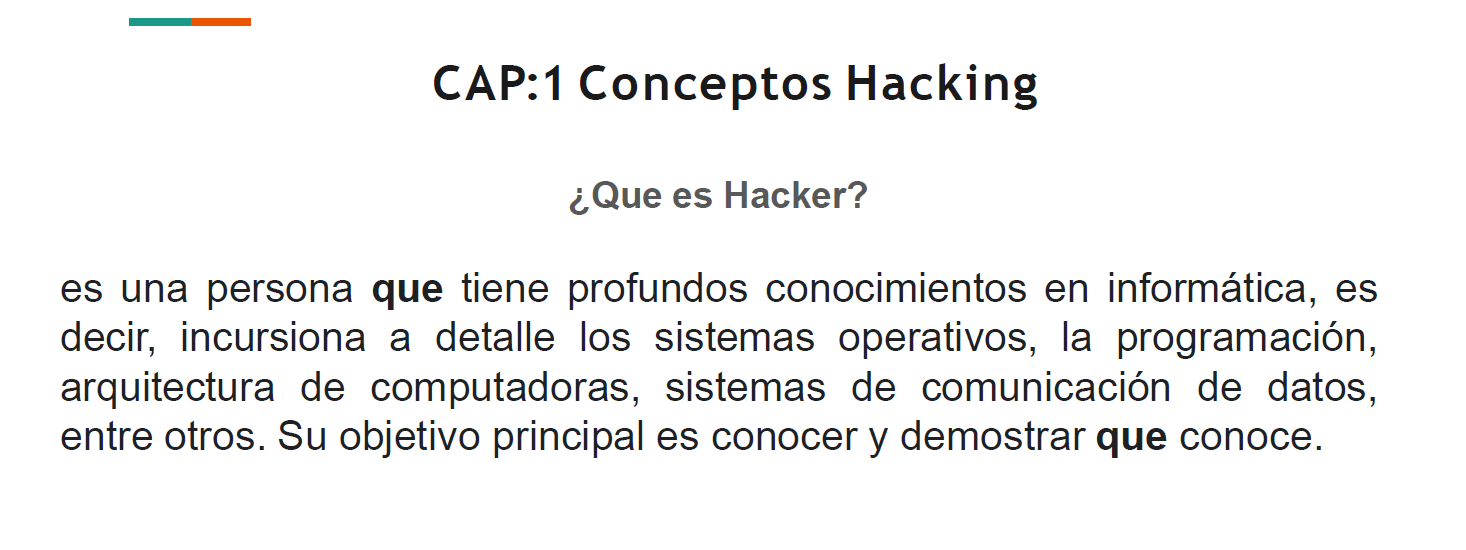 CAP:1 Conceptos Hacking
¿Que es Hacker?
es una persona que tiene profundos conocimientos en informática, es
decir, incursiona a detalle los sistemas operativos, la programación,
arquitectura de computadoras, sistemas de comunicación de datos,
entre otros. Su objetivo principal es conocer y demostrar que conoce.